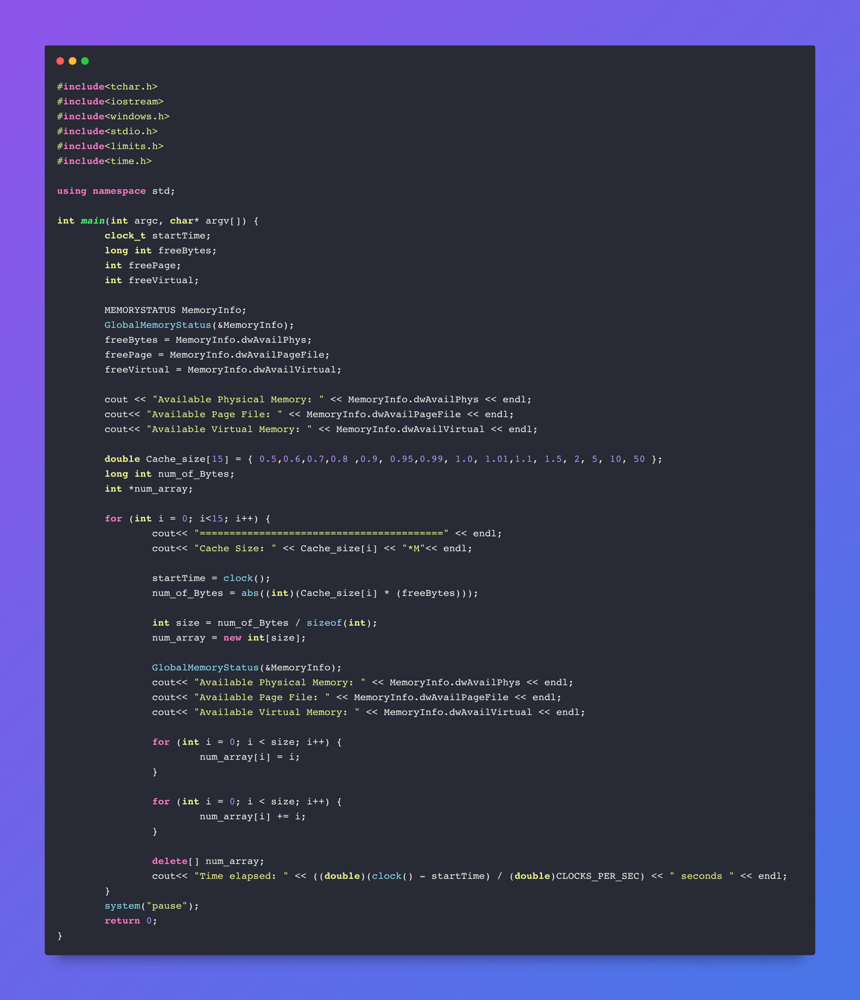 #include<tchar.h>
#include<iostream>
#include<windows.h>
#include<stdio.h>
#include<limits.h>
#include<time.h>

using namespace std;

int main(int argc, char* argv[]) {
        clock_t startTime;
        long int freeBytes;
        int freePage;
        int freeVirtual;

        MEMORYSTATUS MemoryInfo;
        GlobalMemoryStatus(&MemoryInfo);
        freeBytes = MemoryInfo.dwAvailPhys;
        freePage = MemoryInfo.dwAvailPageFile;
        freeVirtual = MemoryInfo.dwAvailVirtual;

        cout << "Available Physical Memory: " << MemoryInfo.dwAvailPhys << endl;
        cout<< "Available Page File: " << MemoryInfo.dwAvailPageFile << endl;
        cout<< "Available Virtual Memory: " << MemoryInfo.dwAvailVirtual << endl;

        double Cache_size[15] = { 0.5,0.6,0.7,0.8 ,0.9, 0.95,0.99, 1.0, 1.01,1.1, 1.5, 2, 5, 10, 50 };
        long int num_of_Bytes;
        int *num_array;

        for (int i = 0; i<15; i++) {
                cout<< "=========================================" << endl;
                cout<< "Cache Size: " << Cache_size[i] << "*M"<< endl;

                startTime = clock();
                num_of_Bytes = abs((int)(Cache_size[i] * (freeBytes)));

                int size = num_of_Bytes / sizeof(int);
                num_array = new int[size];

                GlobalMemoryStatus(&MemoryInfo);
                cout<< "Available Physical Memory: " << MemoryInfo.dwAvailPhys << endl;
                cout<< "Available Page File: " << MemoryInfo.dwAvailPageFile << endl;
                cout<< "Available Virtual Memory: " << MemoryInfo.dwAvailVirtual << endl;

                for (int i = 0; i < size; i++) {
                        num_array[i] = i;
                }

                for (int i = 0; i < size; i++) {
                        num_array[i] += i;
                }

                delete[] num_array;
                cout<< "Time elapsed: " << ((double)(clock() - startTime) / (double)CLOCKS_PER_SEC) << " seconds " << endl;
        }
        system("pause");
        return 0;
}